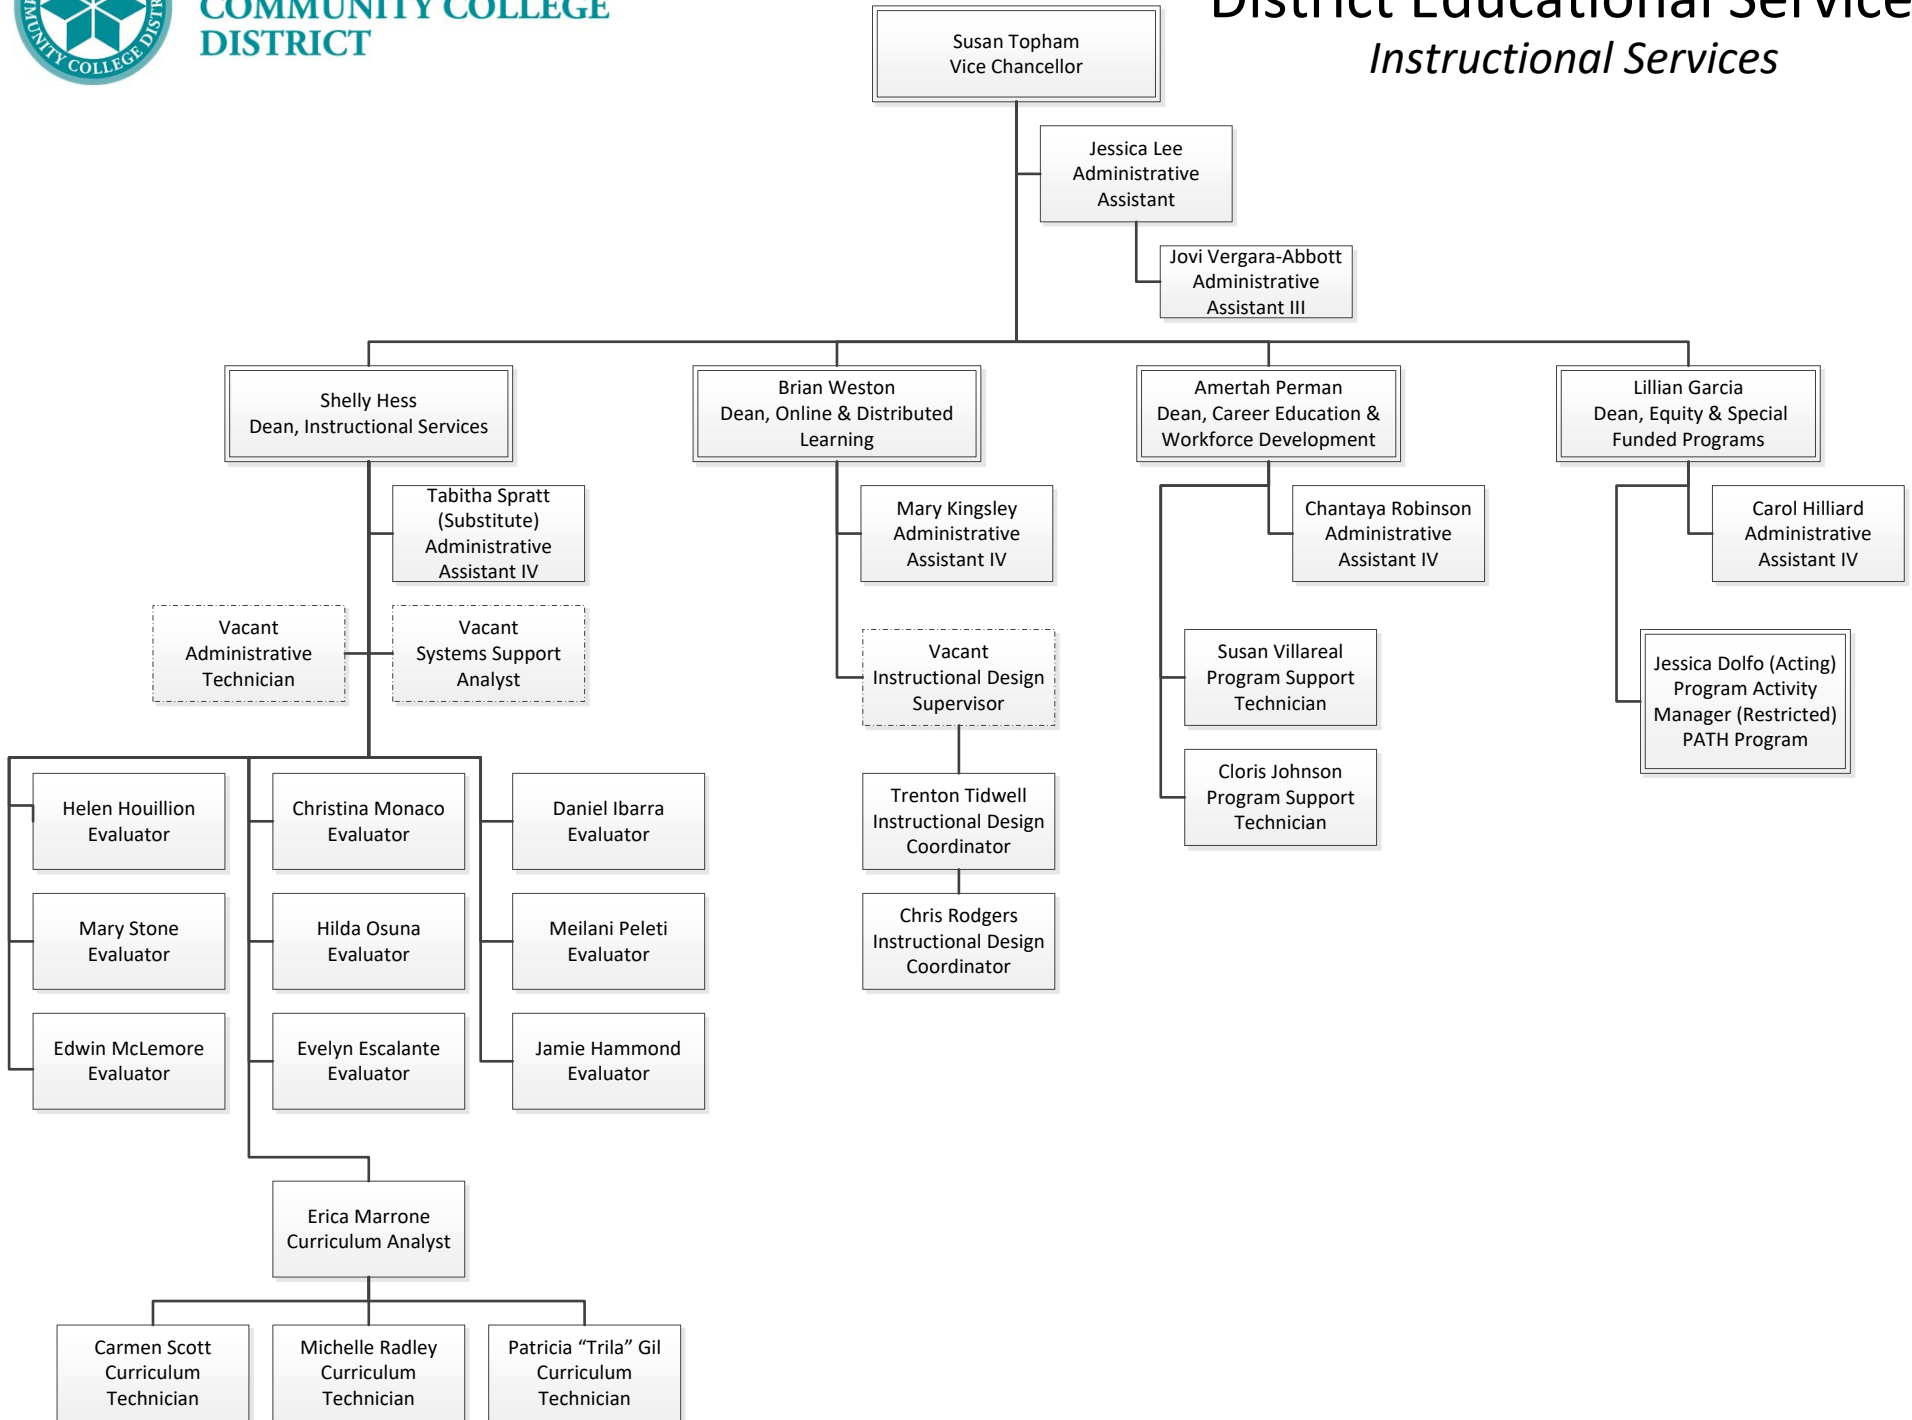 COMMUNITY COLLEGE
DISTRICT
COLLEGE
District Educational Service
Instructional Services
Susan Topham
Vice Chancellor
Jessica Lee
Administrative
Assistant
Jovi Vergara-Abbott
Administrative
Assistant III
Shelly Hess
Dean, Instructional Services
Brian Weston
Dean, Online & Distributed
Learning
Amertah Perman
Dean, Career Education &
Workforce Development
Lillian Garcia
Dean, Equity & Special
Funded Programs
Tabitha Spratt
(Substitute)
Administrative
Assistant IV
Mary Kingsley
Administrative
Assistant IV
Chantaya Robinson
Administrative
Assistant IV
Carol Hilliard
Administrative
Assistant IV
Vacant
Administrative
Technician
Vacant
Systems Support
Analyst
Vacant
Instructional Design
Supervisor
Susan Villareal
Program Support
Technician
Jessica Dolfo (Acting)
Program Activity
Manager (Restricted)
PATH Program
Helen Houillion
Evaluator
Christina Monaco
Evaluator
Daniel Ibarra
Evaluator
Trenton Tidwell
Instructional Design
Coordinator
Cloris Johnson
Program Support
Technician
Mary Stone
Evaluator
Hilda Osuna
Evaluator
Meilani Peleti
Evaluator
Chris Rodgers
Instructional Design
Coordinator
Edwin McLemore
Evaluator
Evelyn Escalante
Evaluator
Jamie Hammond
Evaluator
Erica Marrone
Curriculum Analyst
Carmen Scott
Curriculum
Technician
Michelle Radley
Curriculum
Technician
Patricia “Trila” Gil
Curriculum
Technician